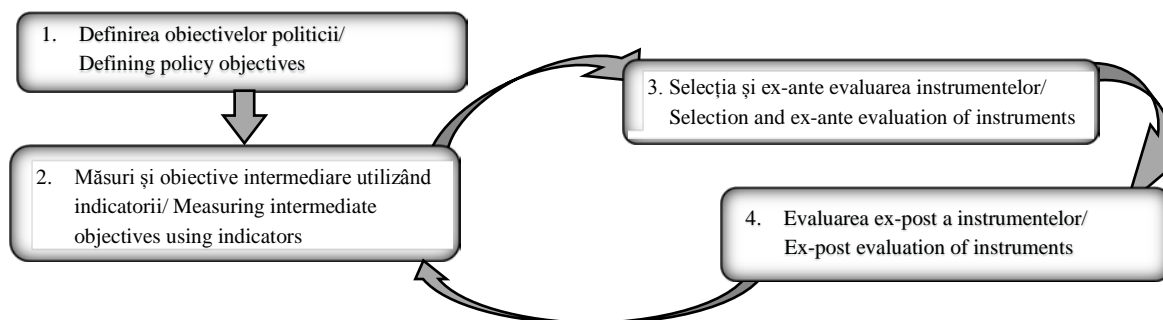 1. Definirea obiectivelor politicii/
Defining policy objectives
2. Măsuri și obiective intermediare utilizând
indicatorii/ Measuring intermediate
objectives using indicators
3. Selecția și ex-ante evaluarea instrumentelor/
Selection and ex-ante evaluation of instruments
4. Evaluarea ex-post a instrumentelor/
Ex-post evaluation of instruments